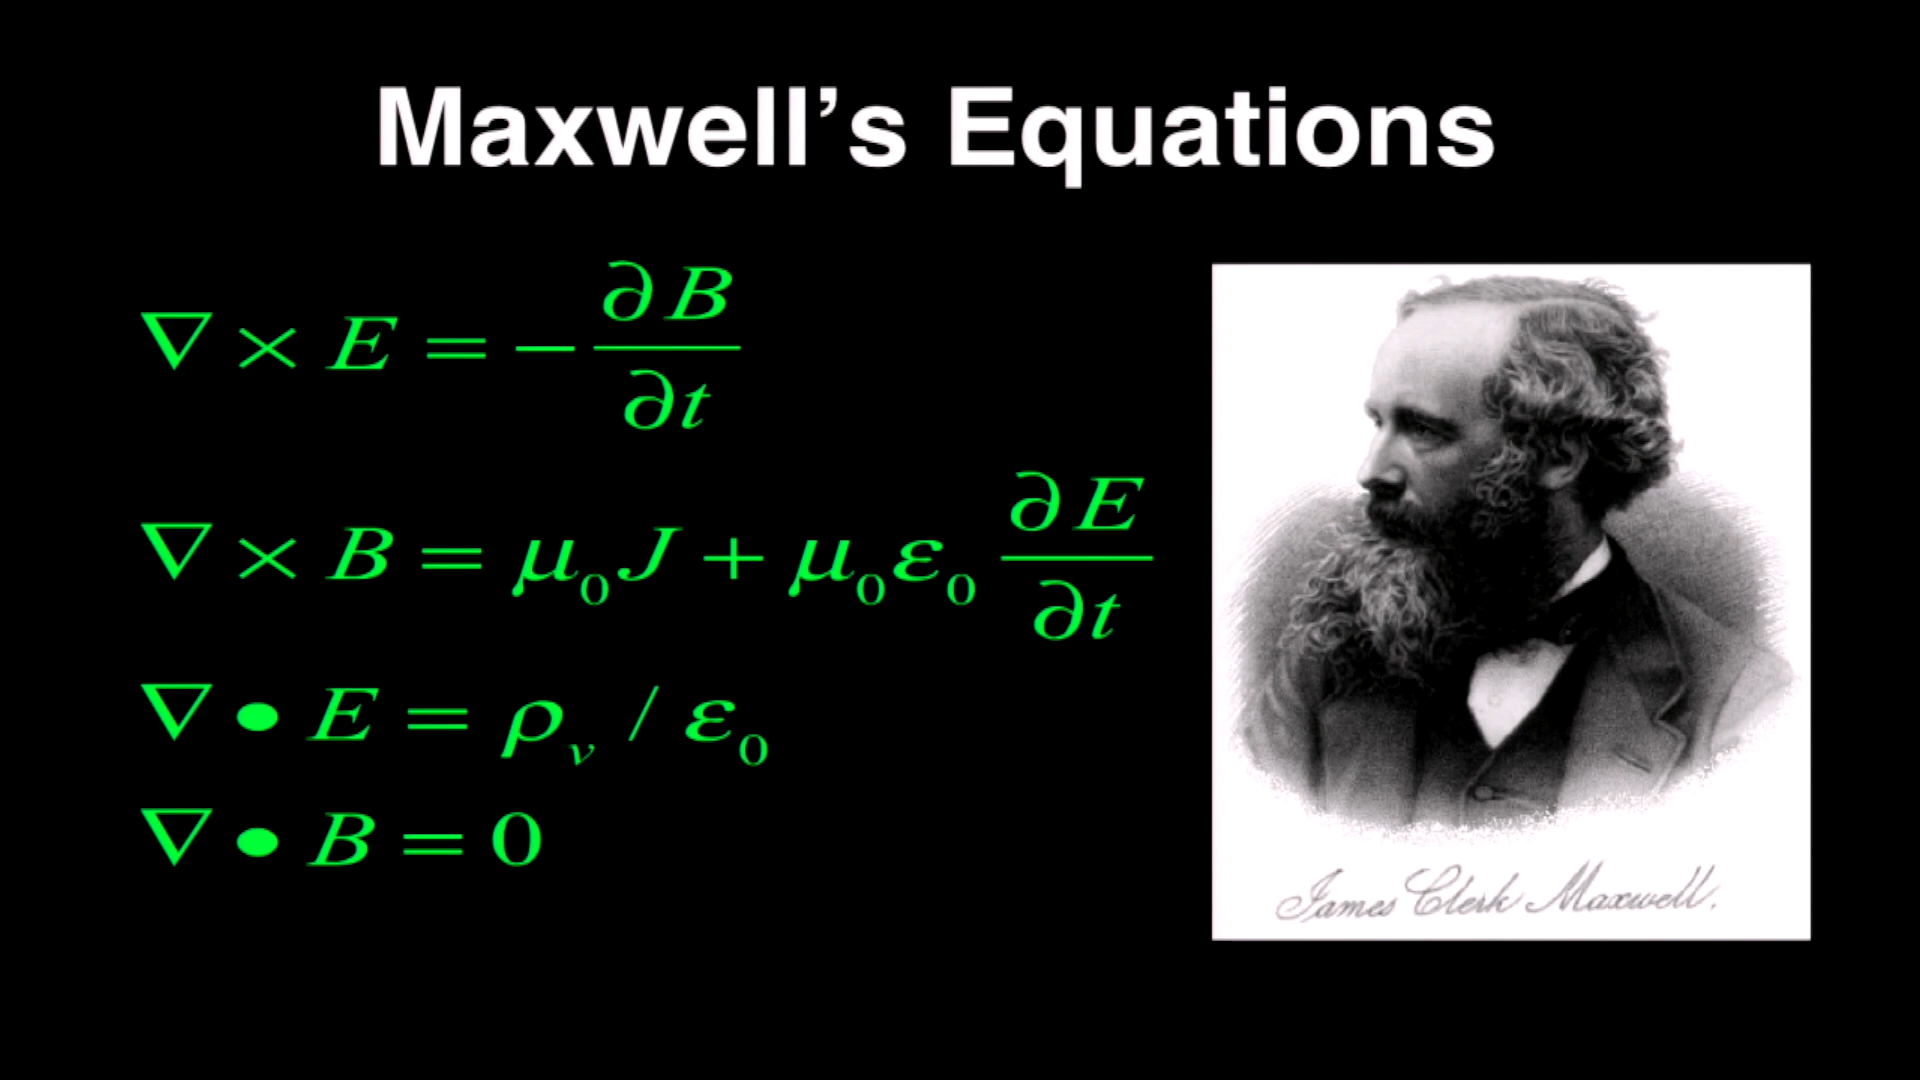 Maxwell’s Equations
∇ × E = −∂B/∂t
∇ × B = μ₀J + μ₀ε₀ ∂E/∂t
∇ • E = ρᵥ / ε₀
∇ • B = 0
James Clerk Maxwell.